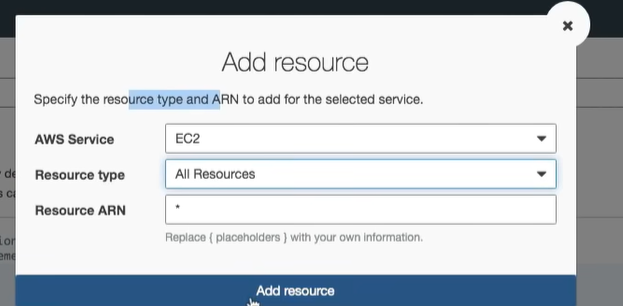 Add resource
Specify the resource type and ARN to add for the selected service.
AWS Service EC2
Resource type All Resources
Resource ARN *
Replace { placeholders } with your own information.
Add resource